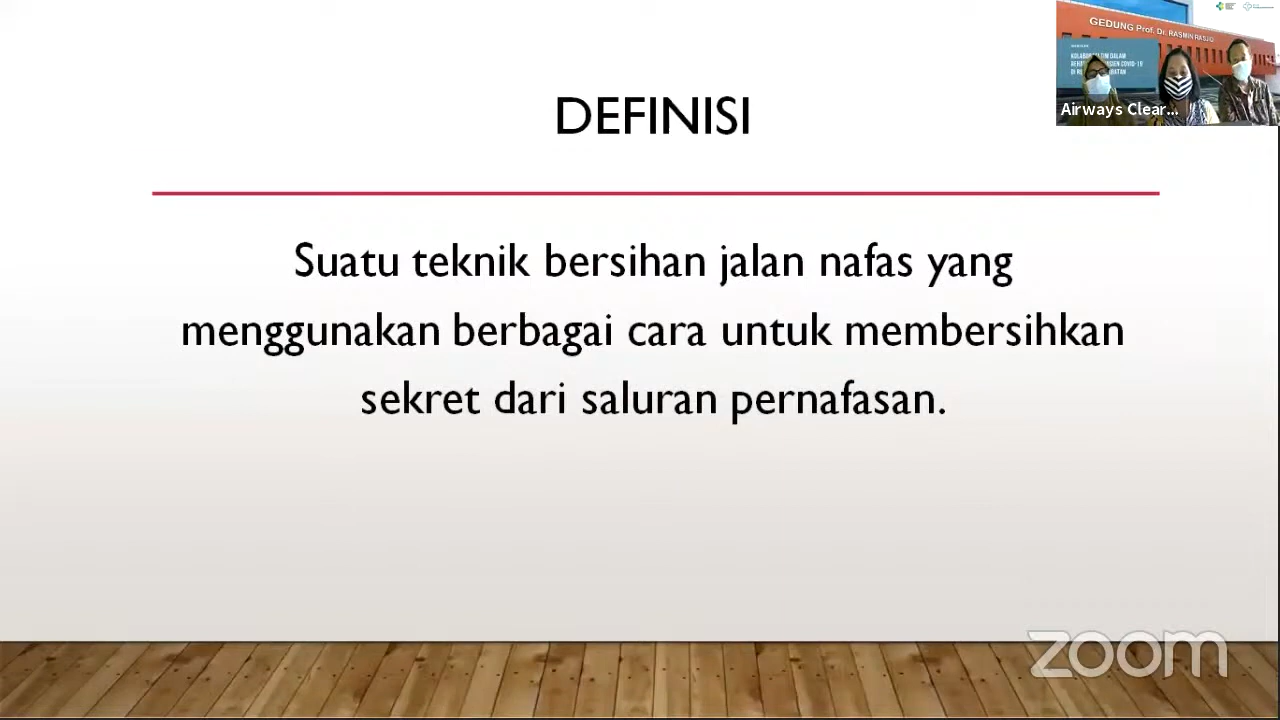 GEDUNG Prof. Dr. RASMIN RASJID
DEFINISI
Airways Clear...
Suatu teknik bersihan jalan nafas yang
menggunakan berbagai cara untuk membersihkan
sekret dari saluran pernafasan.
zoom